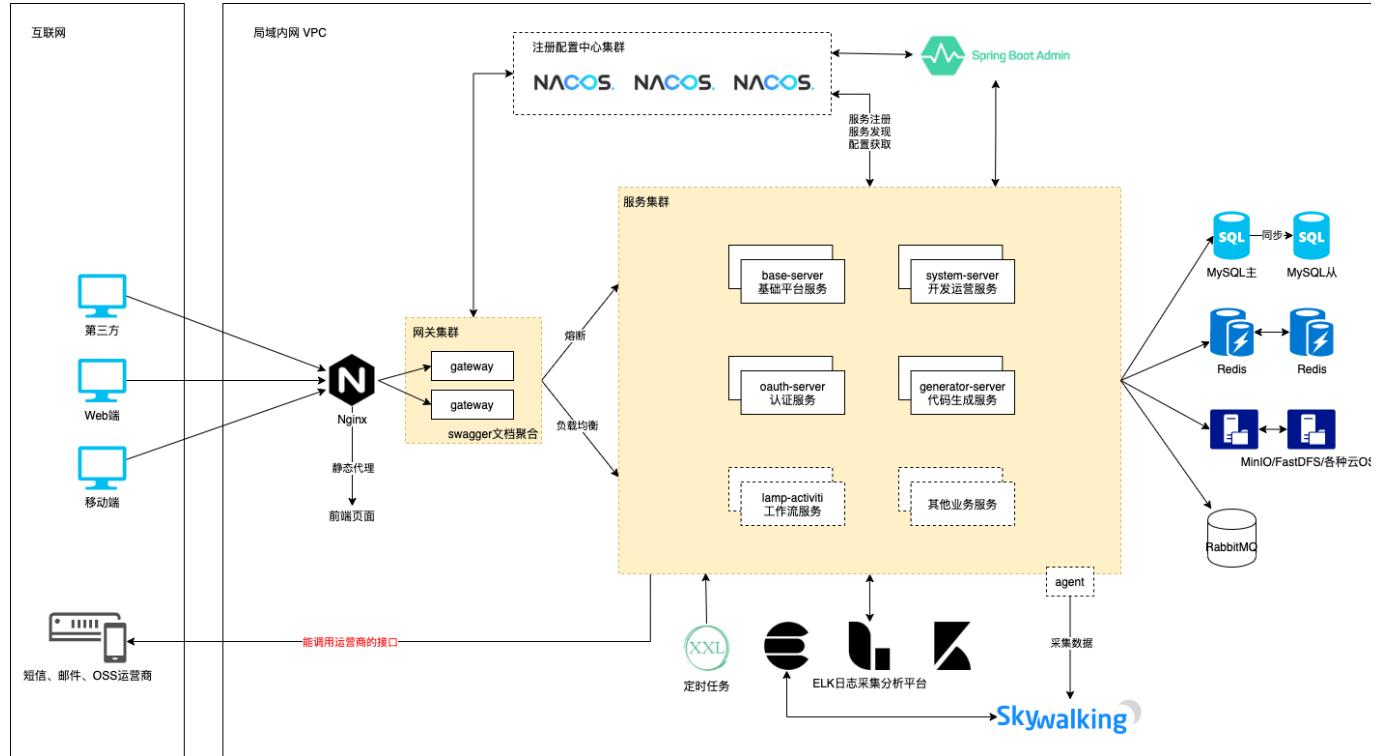 互联网
局域内网 VPC
注册配置中心集群
NACOS. NACOS. NACOS.
Spring Boot Admin
服务注册
服务发现
配置获取
服务集群
base-server
基础平台服务
system-server
开发运营服务
oauth-server
认证服务
generator-server
代码生成服务
lamp-activiti
工作流服务
其他业务服务
第三方
Web端
移动端
N
Nginx
静态代理
前端页面
网关集群
gateway
gateway
swagger文档聚合
熔断
负载均衡
SQL
同步
SQL
MySQL主
MySQL从
Redis
Redis
MinIO/FastDFS/各种云OS
RabbitMQ
agent
采集数据
能调用运营商的接口
短信、邮件、OSS运营商
XXL
定时任务
ELK日志采集分析平台
Skywalking